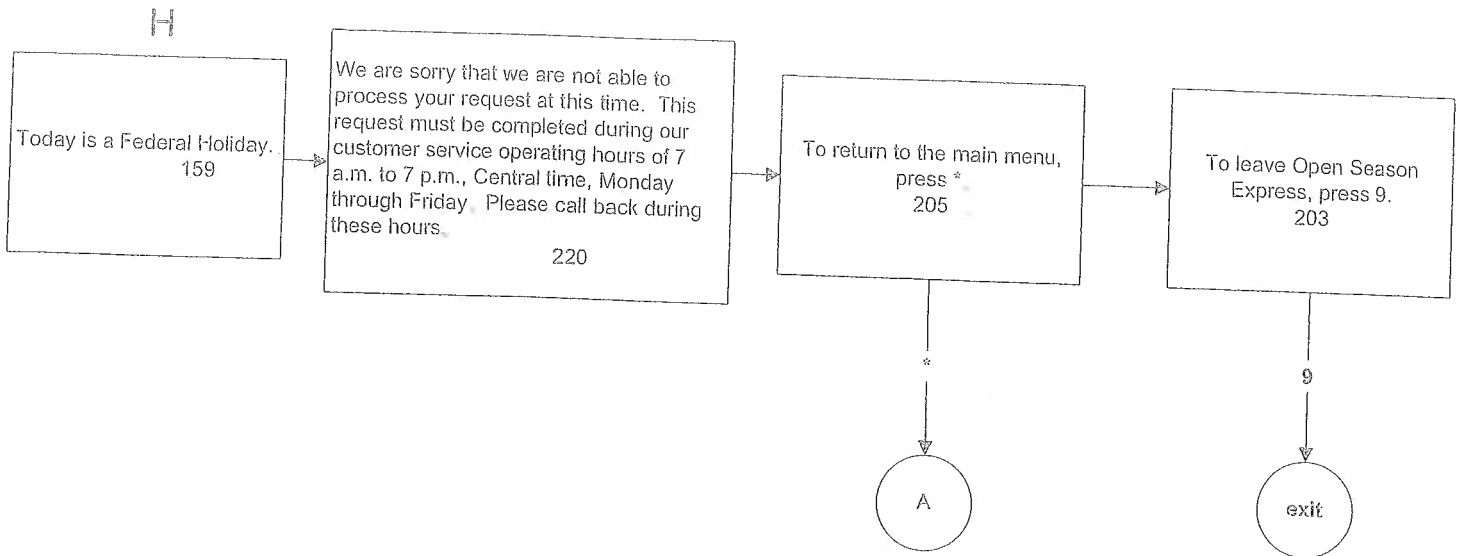 H
Today is a Federal Holiday.
159
We are sorry that we are not able to
process your request at this time. This
request must be completed during our
customer service operating hours of 7
a.m. to 7 p.m., Central time, Monday
through Friday. Please call back during
these hours.
220
To return to the main menu,
press *
205
To leave Open Season
Express, press 9.
203
*
9
A
exit